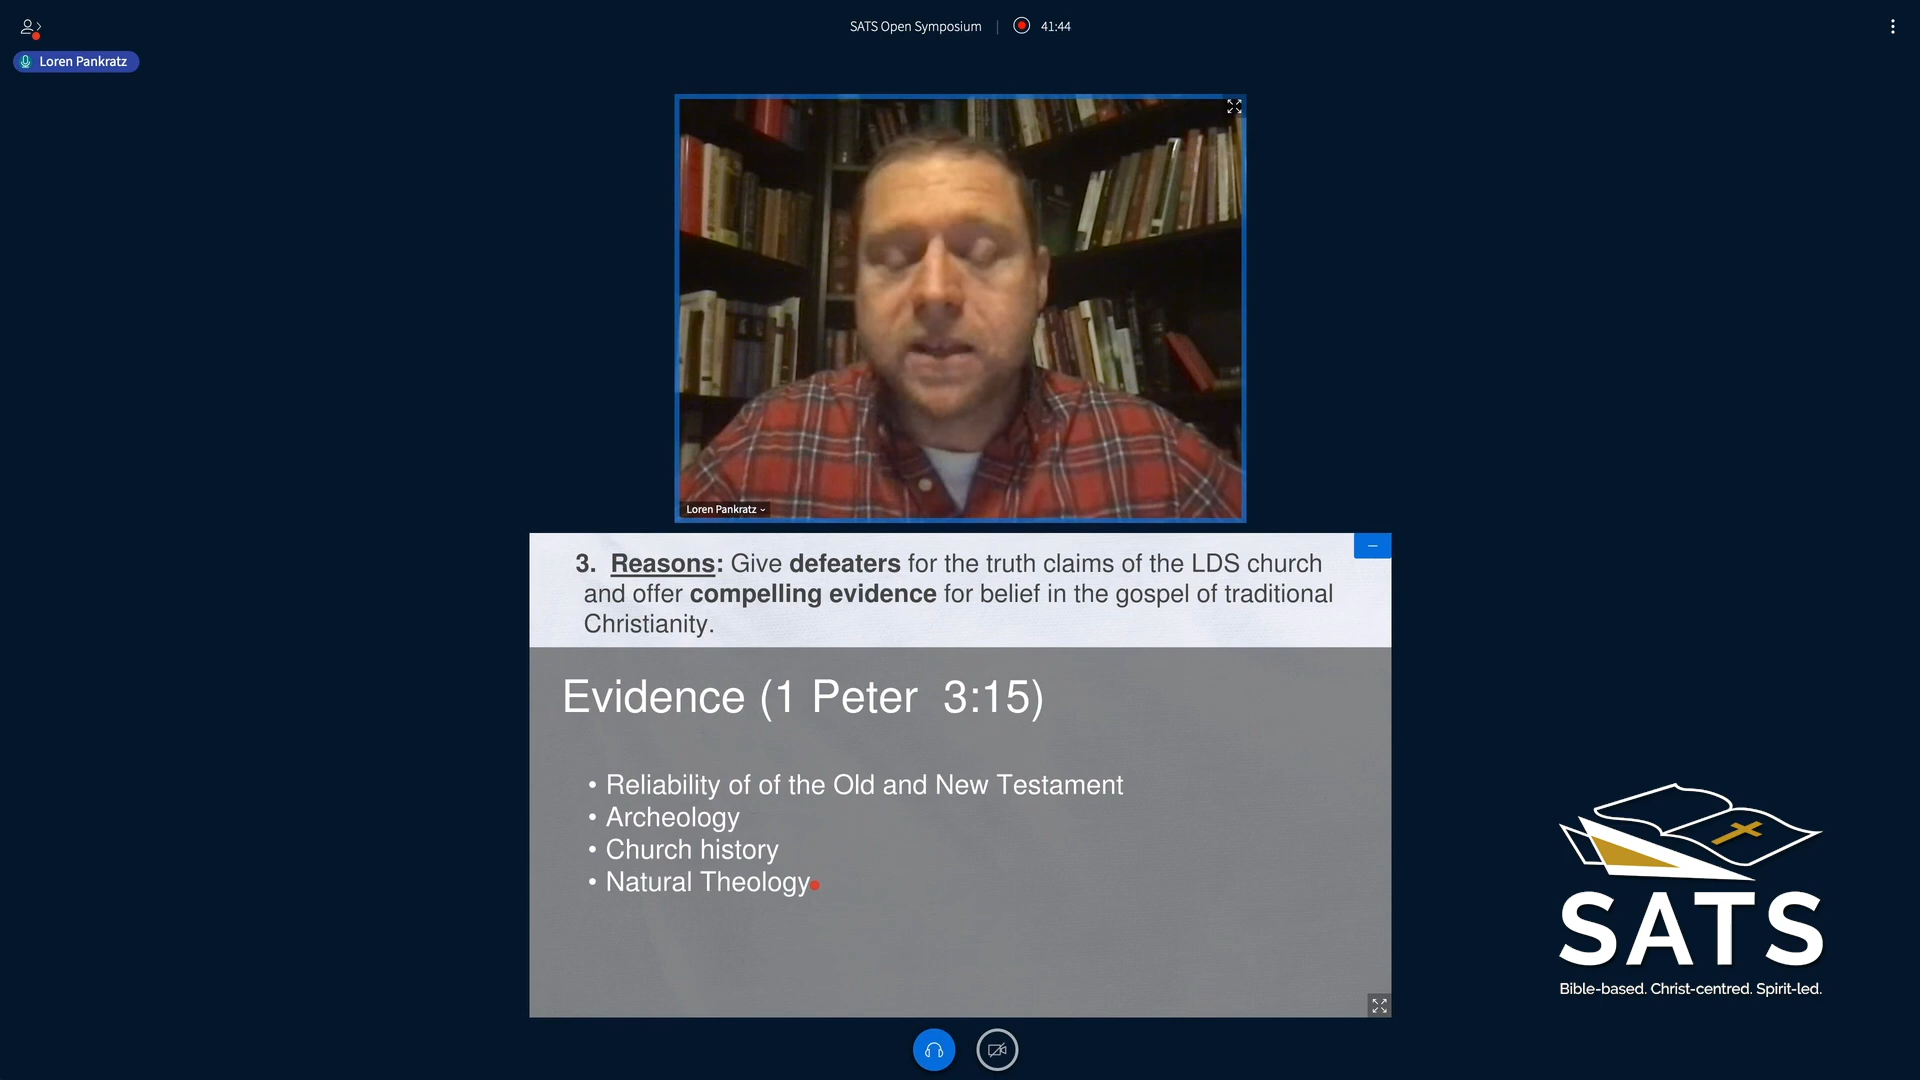 SATS Open Symposium
41:44
Loren Pankratz
Loren Pankratz
3. Reasons: Give defeaters for the truth claims of the LDS church
and offer compelling evidence for belief in the gospel of traditional
Christianity.
Evidence (1 Peter 3:15)
• Reliability of of the Old and New Testament
• Archeology
• Church history
• Natural Theology
SATS
Bible-based. Christ-centred. Spirit-led.